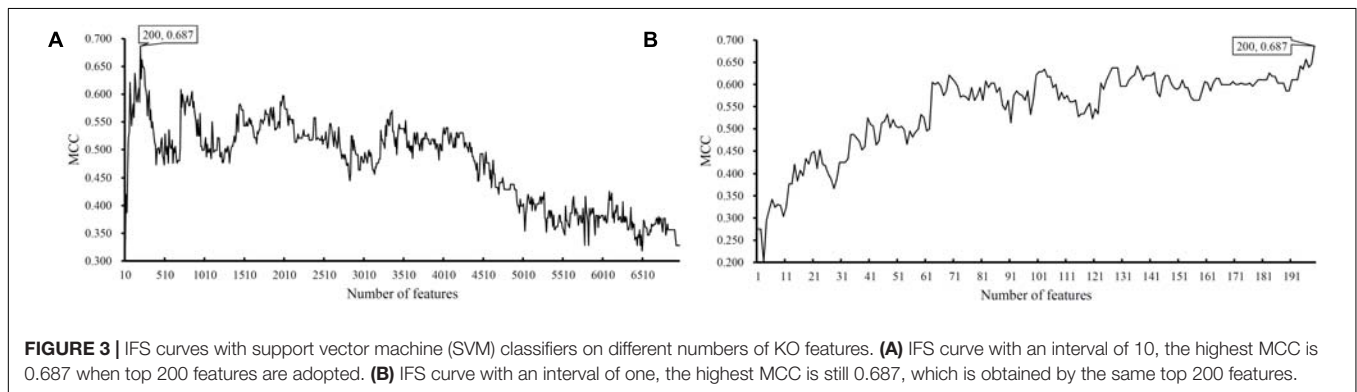 A
200, 0.687
0.700
0.650
0.600
0.550
0.500
0.450
0.400
0.350
0.300
MCC
10 510 1010 1510 2010 2510 3010 3510 4010 4510 5010 5510 6010 6510
Number of features
B
200, 0.687
0.700
0.650
0.600
0.550
0.500
0.450
0.400
0.350
0.300
0.250
0.200
MCC
1 11 21 31 41 51 61 71 81 91 101 111 121 131 141 151 161 171 181 191
Number of features
FIGURE 3 | IFS curves with support vector machine (SVM) classifiers on different numbers of KO features. (A) IFS curve with an interval of 10, the highest MCC is
0.687 when top 200 features are adopted. (B) IFS curve with an interval of one, the highest MCC is still 0.687, which is obtained by the same top 200 features.